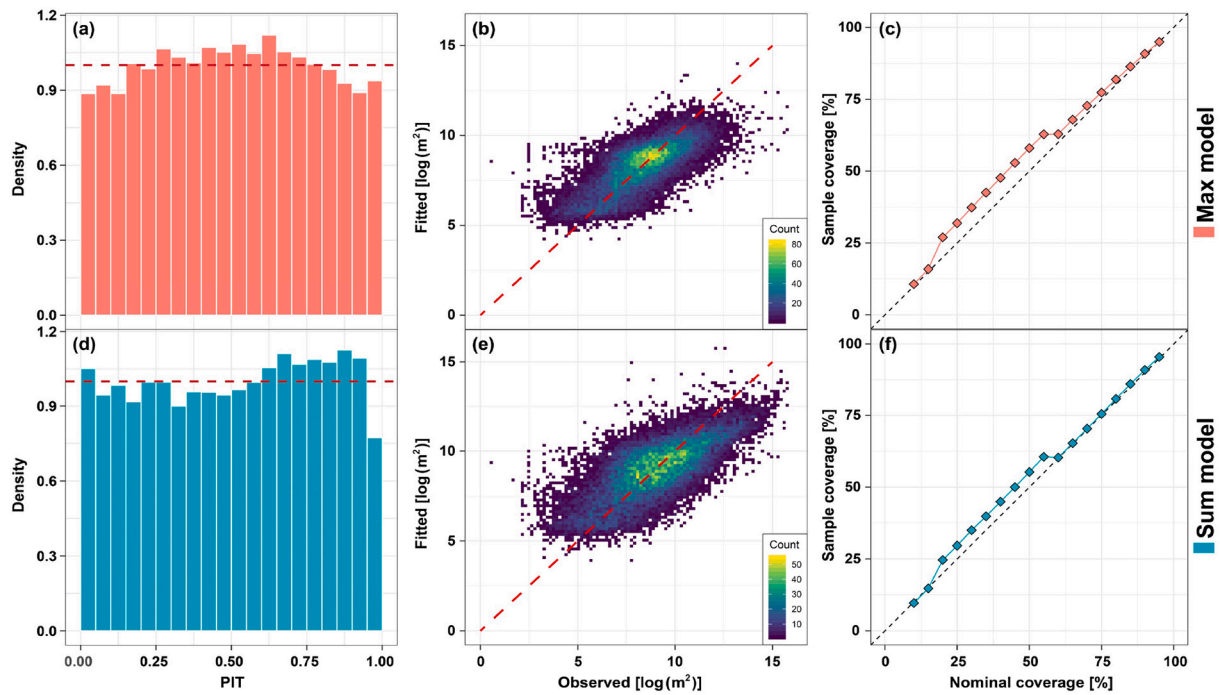 (a)
1.2
0.9
0.6
0.3
0.0
Density
(b)
15
10
5
0
Fitted [log(m²)]
Count
80
60
40
20
(c)
100
75
50
25
0
Sample coverage [%]
Max model
(d)
1.2
0.9
0.6
0.3
0.0
Density
0.00 0.25 0.50 0.75 1.00
PIT
(e)
15
10
5
0
Fitted [log(m²)]
Count
50
40
30
20
10
0 5 10 15
Observed [log(m²)]
(f)
100
75
50
25
0
Sample coverage [%]
0 25 50 75 100
Nominal coverage [%]
Sum model